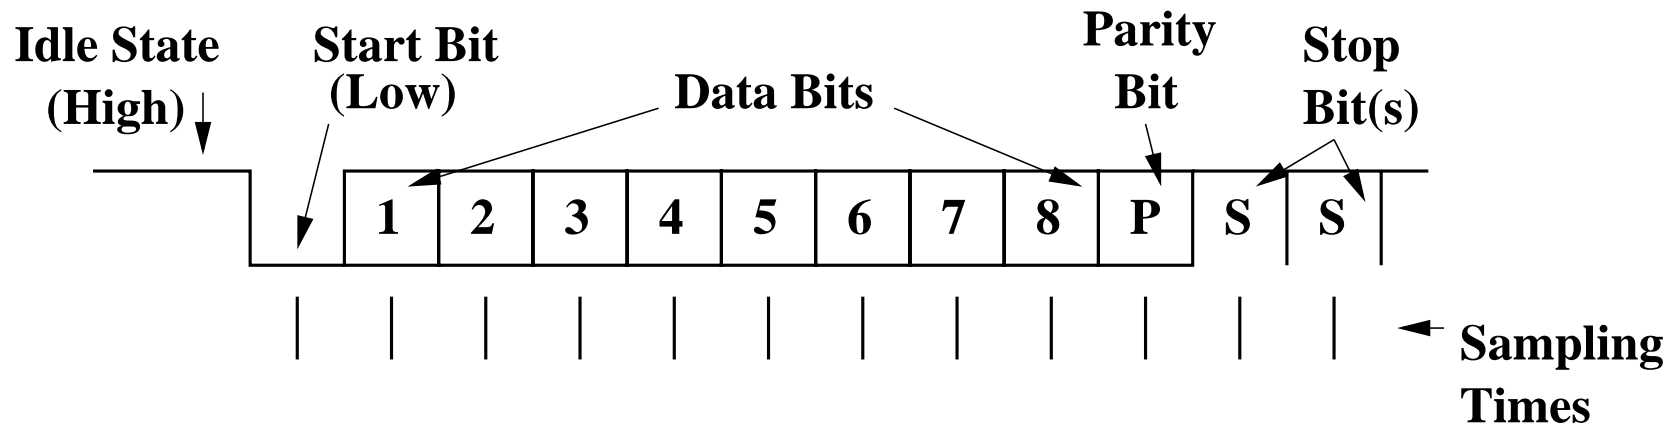 Idle State
(High)
Start Bit
(Low)
Data Bits
Parity
Bit
Stop
Bit(s)
1 2 3 4 5 6 7 8 P S S
Sampling
Times